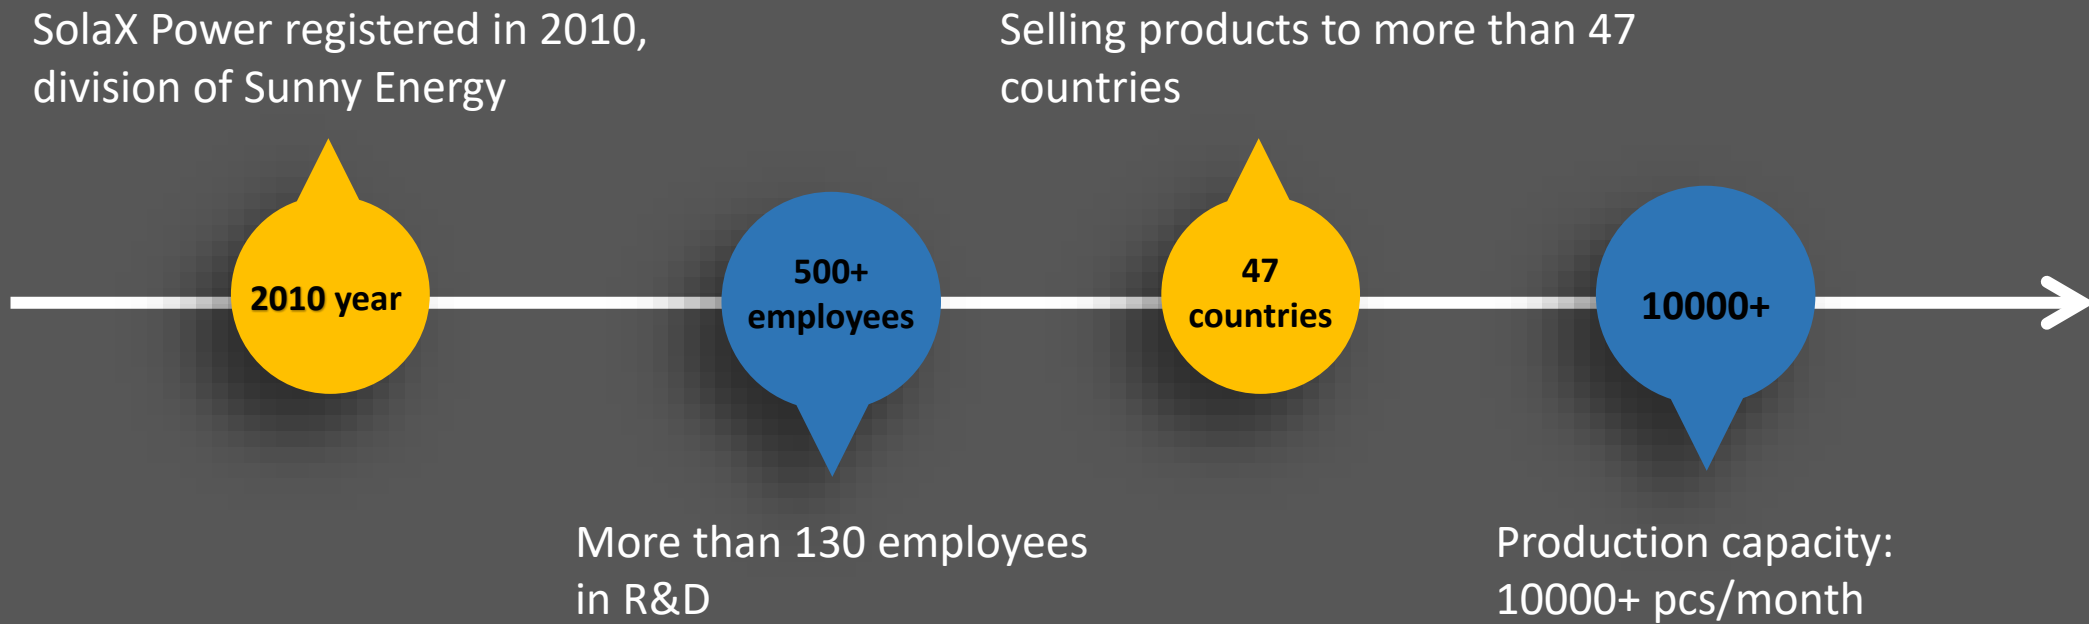 SolaX Power registered in 2010,
division of Sunny Energy
Selling products to more than 47
countries
2010 year
500+
employees
47
countries
10000+
More than 130 employees
in R&D
Production capacity:
10000+ pcs/month